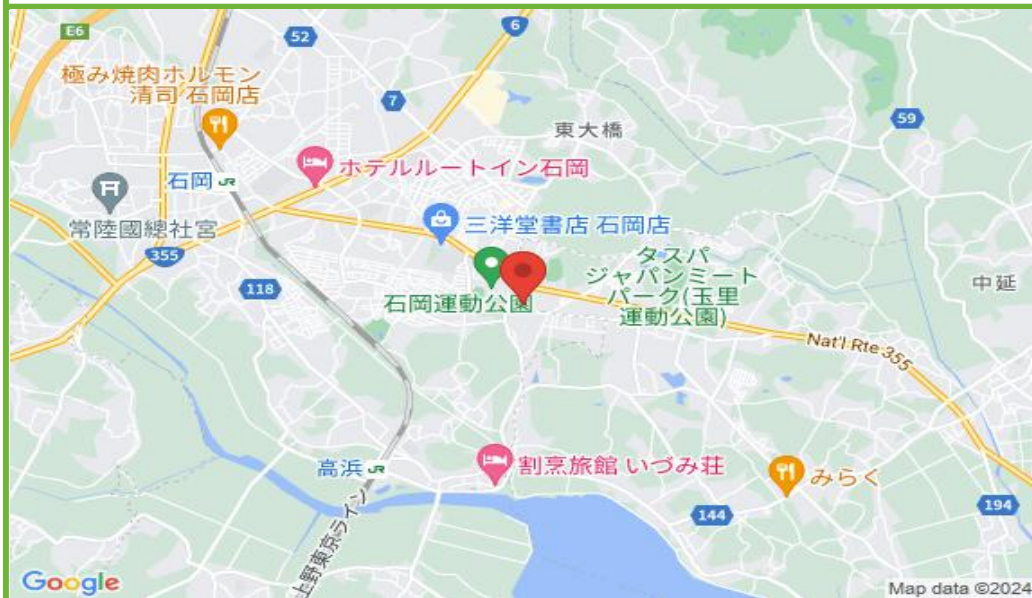 E6
52
6
極み焼肉ホルモン
清司 石岡店
7
59
東大橋
石岡 JR
ホテルルートイン石岡
常陸國總社宮
三洋堂書店 石岡店
355
タスパ
ジャパンミート
パーク(玉里
運動公園)
中延
118
石岡運動公園
Nat'l Rte 355
高浜 JR
割烹旅館 いづみ荘
みらく
194
144
上野東京ライン
Google
Map data ©2024